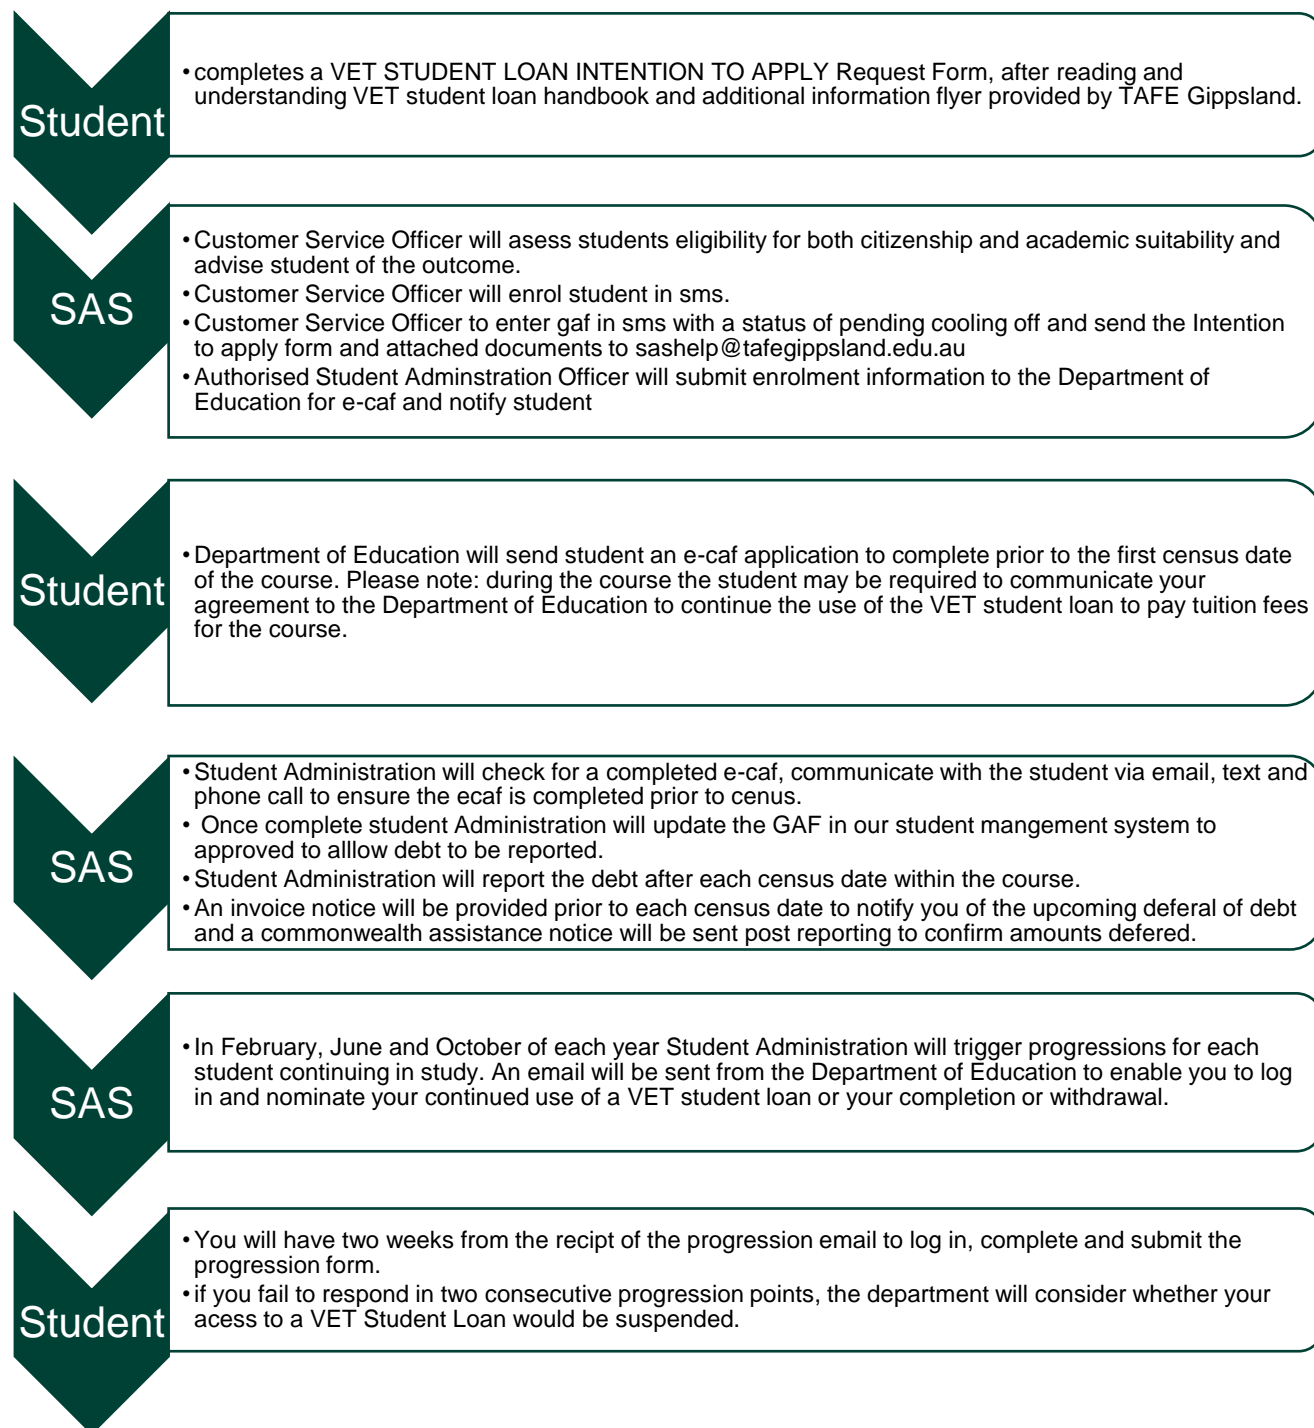 Student
• completes a VET STUDENT LOAN INTENTION TO APPLY Request Form, after reading and
understanding VET student loan handbook and additional information flyer provided by TAFE Gippsland.
SAS
• Customer Service Officer will asess students eligibility for both citizenship and academic suitability and
advise student of the outcome.
• Customer Service Officer will enrol student in sms.
• Customer Service Officer to enter gaf in sms with a status of pending cooling off and send the Intention
to apply form and attached documents to sashelp@tafegippsland.edu.au
• Authorised Student Adminstration Officer will submit enrolment information to the Department of
Education for e-caf and notify student
Student
• Department of Education will send student an e-caf application to complete prior to the first census date
of the course. Please note: during the course the student may be required to communicate your
agreement to the Department of Education to continue the use of the VET student loan to pay tuition fees
for the course.
SAS
• Student Administration will check for a completed e-caf, communicate with the student via email, text and
phone call to ensure the ecaf is completed prior to cenus.
• Once complete student Administration will update the GAF in our student mangement system to
approved to alllow debt to be reported.
• Student Administration will report the debt after each census date within the course.
• An invoice notice will be provided prior to each census date to notify you of the upcoming deferal of debt
and a commonwealth assistance notice will be sent post reporting to confirm amounts defered.
SAS
• In February, June and October of each year Student Administration will trigger progressions for each
student continuing in study. An email will be sent from the Department of Education to enable you to log
in and nominate your continued use of a VET student loan or your completion or withdrawal.
Student
• You will have two weeks from the recipt of the progression email to log in, complete and submit the
progression form.
• if you fail to respond in two consecutive progression points, the department will consider whether your
acess to a VET Student Loan would be suspended.